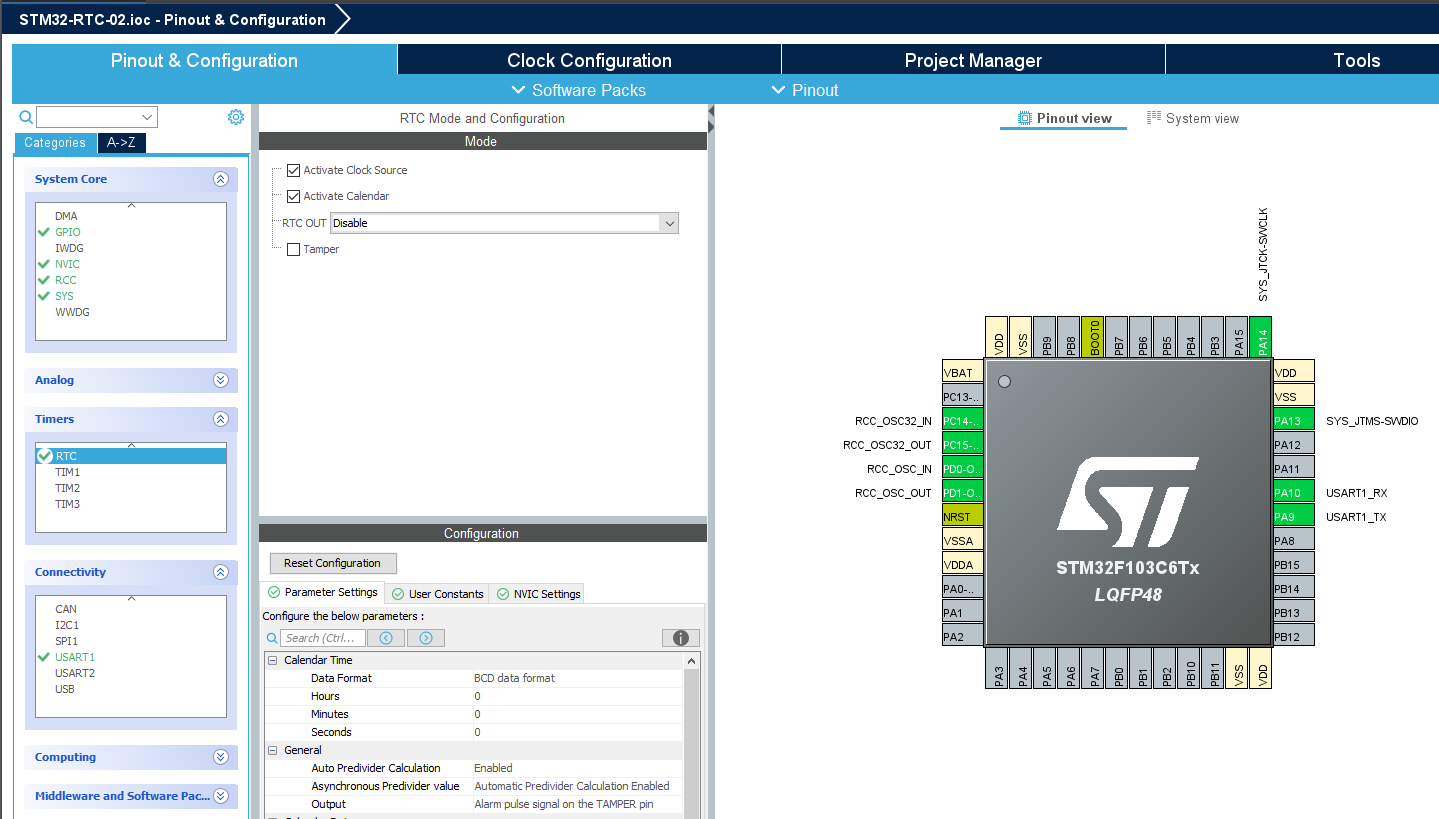 STM32-RTC-02.ioc - Pinout & Configuration
Pinout & Configuration
Clock Configuration
Project Manager
Tools
Software Packs
Pinout
Categories
A->Z
System Core
DMA
GPIO
IWDG
NVIC
RCC
SYS
WWDG
Analog
Timers
RTC
TIM1
TIM2
TIM3
Connectivity
CAN
I2C1
SPI1
USART1
USART2
USB
Computing
Middleware and Software Pac...
RTC Mode and Configuration
Mode
Activate Clock Source
Activate Calendar
RTC OUT Disable
Tamper
Configuration
Reset Configuration
Parameter Settings
User Constants
NVIC Settings
Configure the below parameters :
Search (Ctrl...
Calendar Time
Data Format BCD data format
Hours 0
Minutes 0
Seconds 0
General
Auto Predivider Calculation Enabled
Asynchronous Predivider value Automatic Predivider Calculation Enabled
Output Alarm pulse signal on the TAMPER pin
Pinout view
System view
SYS_JTCK-SWCLK
VDD
VSS
PB9
PB8
BOOT0
PB7
PB6
PB5
PB4
PB3
PA15
PA14
VBAT
PC13-..
RCC_OSC32_IN PC14-..
RCC_OSC32_OUT PC15-..
RCC_OSC_IN PD0-O..
RCC_OSC_OUT PD1-O..
NRST
VSSA
VDDA
PA0-..
PA1
PA2
STM32F103C6Tx
LQFP48
VDD
VSS
PA13 SYS_JTMS-SWDIO
PA12
PA11
PA10 USART1_RX
PA9 USART1_TX
PA8
PB15
PB14
PB13
PB12
PA3
PA4
PA5
PA6
PA7
PB0
PB1
PB2
PB10
PB11
VSS
VDD